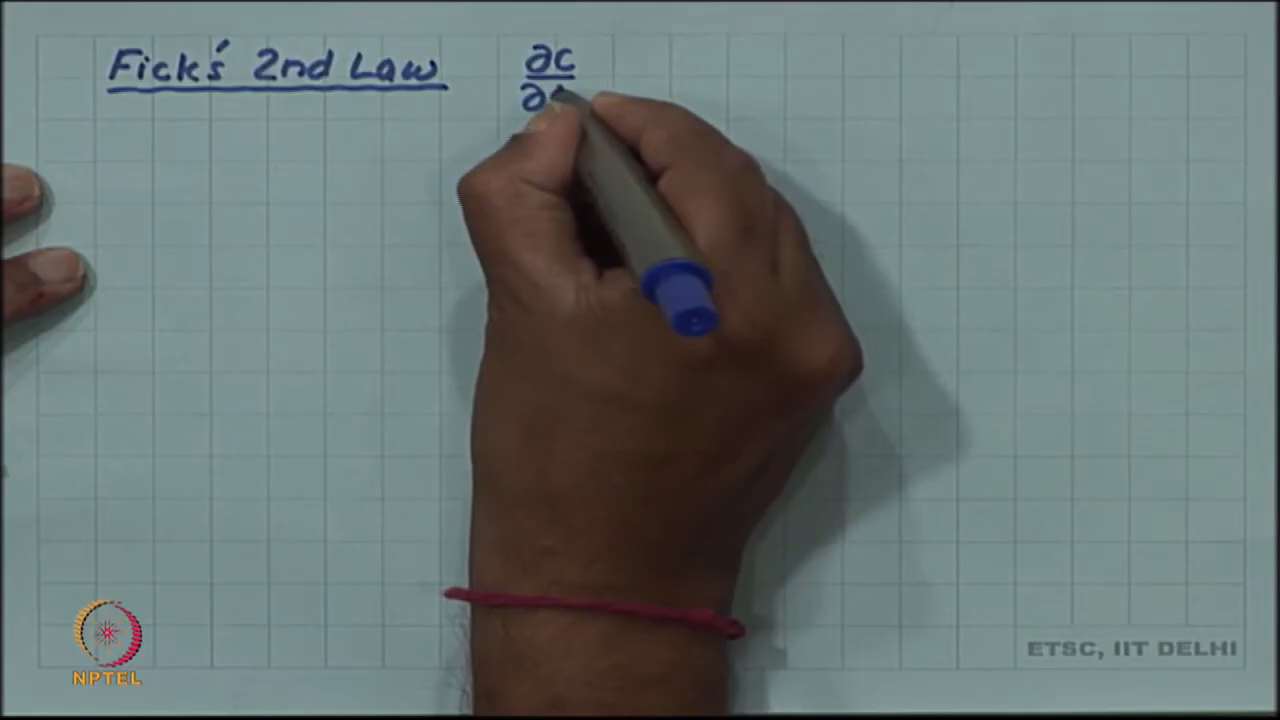 Fick's 2nd Law ∂c
∂t
NPTEL
ETSC, IIT DELHI